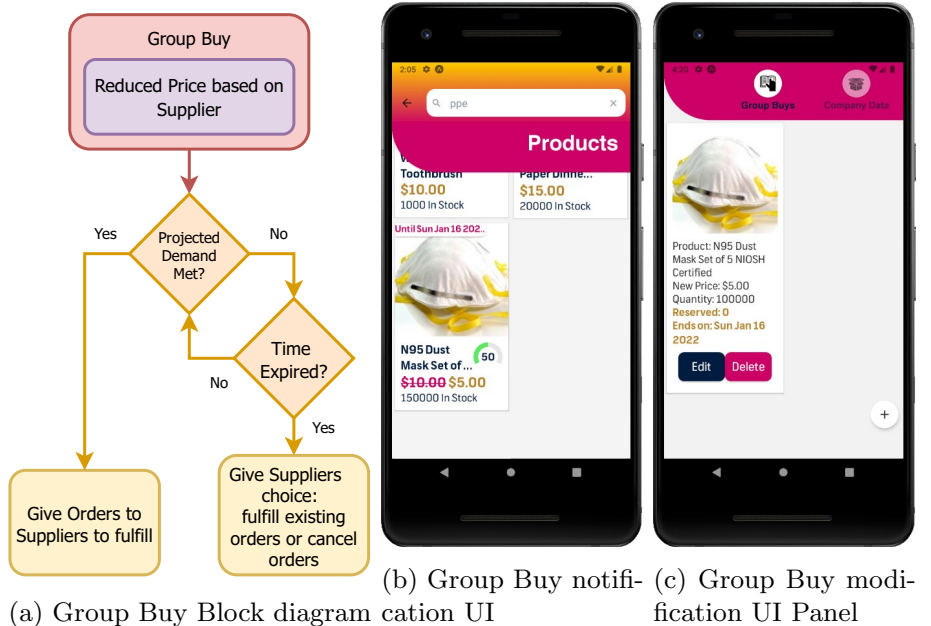 Group Buy
Reduced Price based on
Supplier
Yes
Projected
Demand
Met?
No
Time
Expired?
No
Yes
Give Orders to
Suppliers to fulfill
Give Suppliers
choice:
fulfill existing
orders or cancel
orders
(a) Group Buy Block diagram
2:05
ppe
Products
Toothbrush
$10.00
1000 In Stock
Paper Dinne...
$15.00
20000 In Stock
Until Sun Jan 16 202..
N95 Dust
Mask Set of ...
50
$10.00 $5.00
150000 In Stock
(b) Group Buy notifi-
cation UI
4:20
Group Buys
Company Data
Product: N95 Dust
Mask Set of 5 NIOSH
Certified
New Price: $5.00
Quantity: 100000
Reserved: 0
Ends on: Sun Jan 16
2022
Edit
Delete
+
(c) Group Buy modi-
fication UI Panel